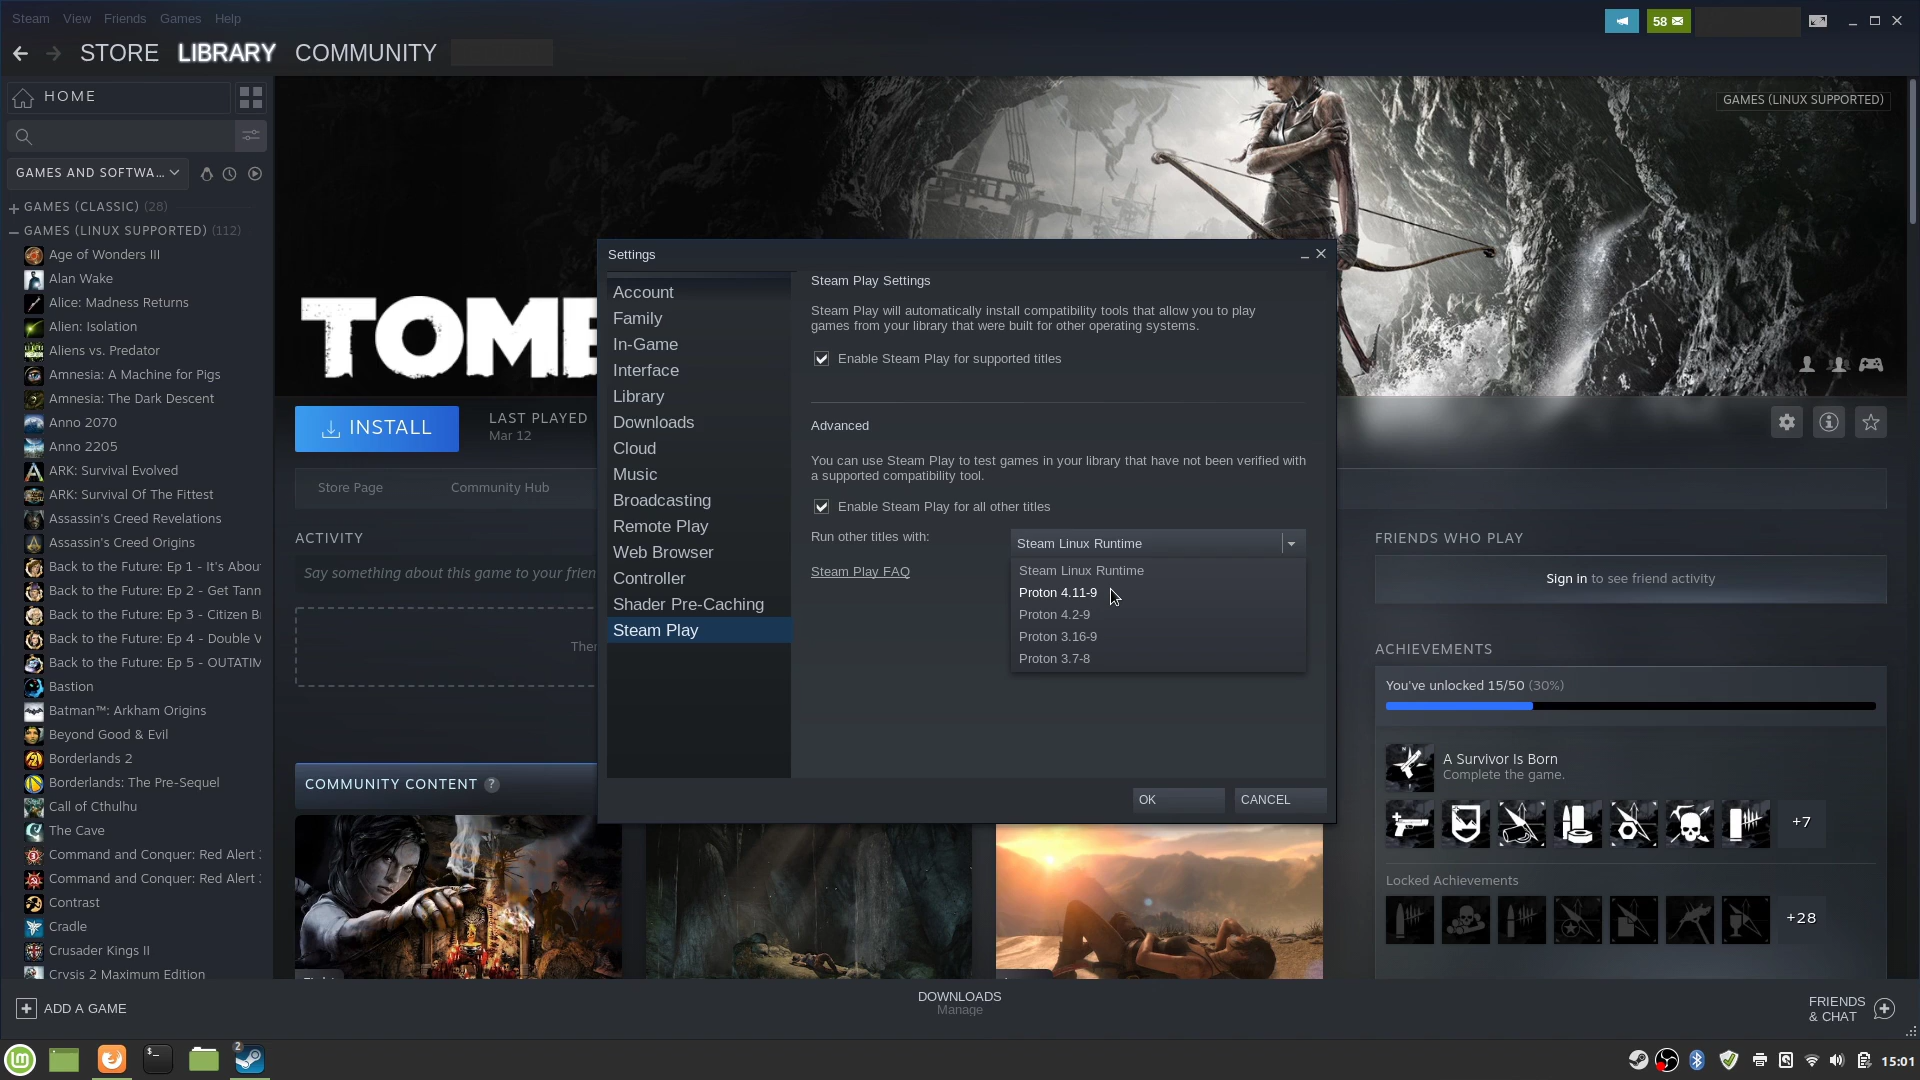 Steam View Friends Games Help
58
STORE LIBRARY COMMUNITY
HOME
GAMES AND SOFTWA...
GAMES (CLASSIC) (28)
GAMES (LINUX SUPPORTED) (112)
Age of Wonders III
Alan Wake
Alice: Madness Returns
Alien: Isolation
Aliens vs. Predator
Amnesia: A Machine for Pigs
Amnesia: The Dark Descent
Anno 2070
Anno 2205
ARK: Survival Evolved
ARK: Survival Of The Fittest
Assassin's Creed Revelations
Assassin's Creed Origins
Back to the Future: Ep 1 - It's Abou
Back to the Future: Ep 2 - Get Tann
Back to the Future: Ep 3 - Citizen B
Back to the Future: Ep 4 - Double V
Back to the Future: Ep 5 - OUTATIM
Bastion
Batman™: Arkham Origins
Beyond Good & Evil
Borderlands 2
Borderlands: The Pre-Sequel
Call of Cthulhu
The Cave
Command and Conquer: Red Alert
Command and Conquer: Red Alert
Contrast
Cradle
Crusader Kings II
Crysis 2 Maximum Edition
GAMES (LINUX SUPPORTED)
TOMB
INSTALL
LAST PLAYED
Mar 12
Store Page Community Hub
ACTIVITY
Say something about this game to your frien
Ther
COMMUNITY CONTENT ?
Settings
Account
Family
In-Game
Interface
Library
Downloads
Cloud
Music
Broadcasting
Remote Play
Web Browser
Controller
Shader Pre-Caching
Steam Play
Steam Play Settings
Steam Play will automatically install compatibility tools that allow you to play
games from your library that were built for other operating systems.
Enable Steam Play for supported titles
Advanced
You can use Steam Play to test games in your library that have not been verified with
a supported compatibility tool.
Enable Steam Play for all other titles
Run other titles with: Steam Linux Runtime
Steam Play FAQ
Steam Linux Runtime
Proton 4.11-9
Proton 4.2-9
Proton 3.16-9
Proton 3.7-8
OK CANCEL
FRIENDS WHO PLAY
Sign in to see friend activity
ACHIEVEMENTS
You've unlocked 15/50 (30%)
A Survivor Is Born
Complete the game.
+7
Locked Achievements
+28
ADD A GAME
DOWNLOADS
Manage
FRIENDS
& CHAT
2
15:01